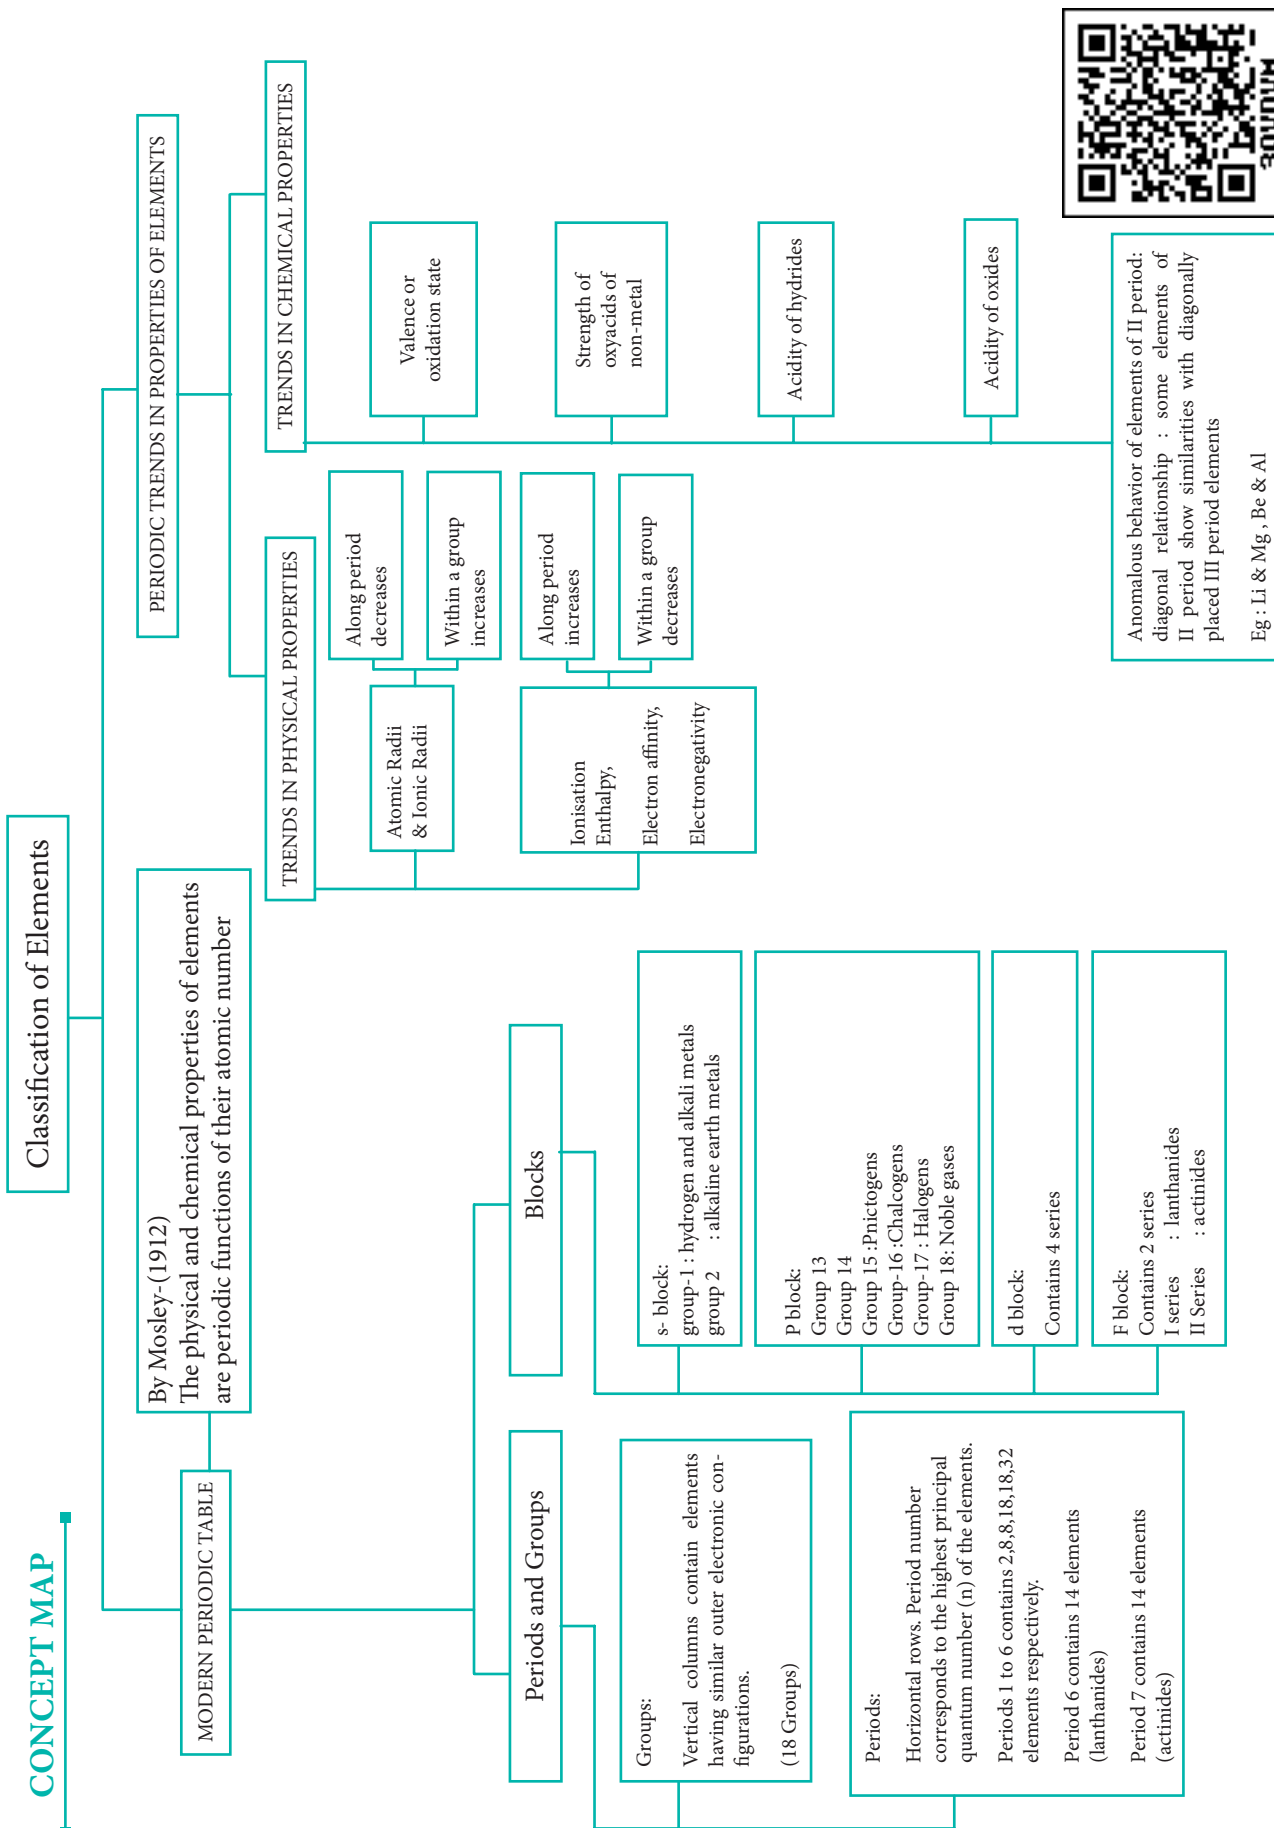 CONCEPT MAP
Classification of Elements
MODERN PERIODIC TABLE
By Mosley-(1912)
The physical and chemical properties of elements
are periodic functions of their atomic number
Periods and Groups
Groups:
Vertical columns contain elements
having similar outer electronic con-
figurations.
(18 Groups)
Periods:
Horizontal rows. Period number
corresponds to the highest principal
quantum number (n) of the elements.
Periods 1 to 6 contains 2,8,8,18,18,32
elements respectively.
Period 6 contains 14 elements
(lanthanides)
Period 7 contains 14 elements
(actinides)
Blocks
s- block:
group-1 : hydrogen and alkali metals
group 2 : alkaline earth metals
P block:
Group 13
Group 14
Group 15 :Pnictogens
Group-16 :Chalcogens
Group-17 : Halogens
Group 18: Noble gases
d block:
Contains 4 series
F block:
Contains 2 series
I series : lanthanides
II Series : actinides
PERIODIC TRENDS IN PROPERTIES OF ELEMENTS
TRENDS IN PHYSICAL PROPERTIES
Atomic Radii
& Ionic Radii
Along period
decreases
Within a group
increases
Ionisation
Enthalpy,
Electron affinity,
Electronegativity
Along period
increases
Within a group
decreases
TRENDS IN CHEMICAL PROPERTIES
Valence or
oxidation state
Strength of
oxyacids of
non-metal
Acidity of hydrides
Acidity of oxides
Anomalous behavior of elements of II period:
diagonal relationship : some elements of
II period show similarities with diagonally
placed III period elements
Eg : Li & Mg , Be & Al